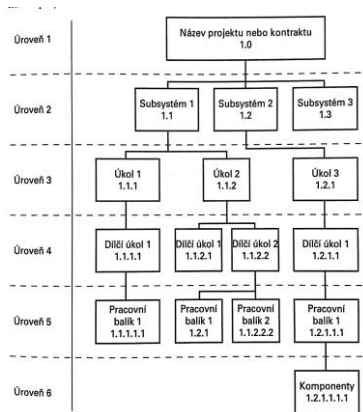 Úroveň 1
Název projektu nebo kontraktu
1.0
Úroveň 2
Subsystém 1
1.1
Subsystém 2
1.2
Subsystém 3
1.3
Úroveň 3
Úkol 1
1.1.1
Úkol 2
1.1.2
Úkol 3
1.2.1
Úroveň 4
Dílčí úkol 1
1.1.1.1
Dílčí úkol 1
1.1.2.1
Dílčí úkol 2
1.1.2.2
Dílčí úkol 1
1.2.1.1
Úroveň 5
Pracovní
balík 1
1.1.1.1.1
Pracovní
balík 1
1.2.1
Pracovní
balík 2
1.1.2.2.2
Pracovní
balík 1
1.2.1.1.1
Úroveň 6
Komponenty
1.2.1.1.1.1